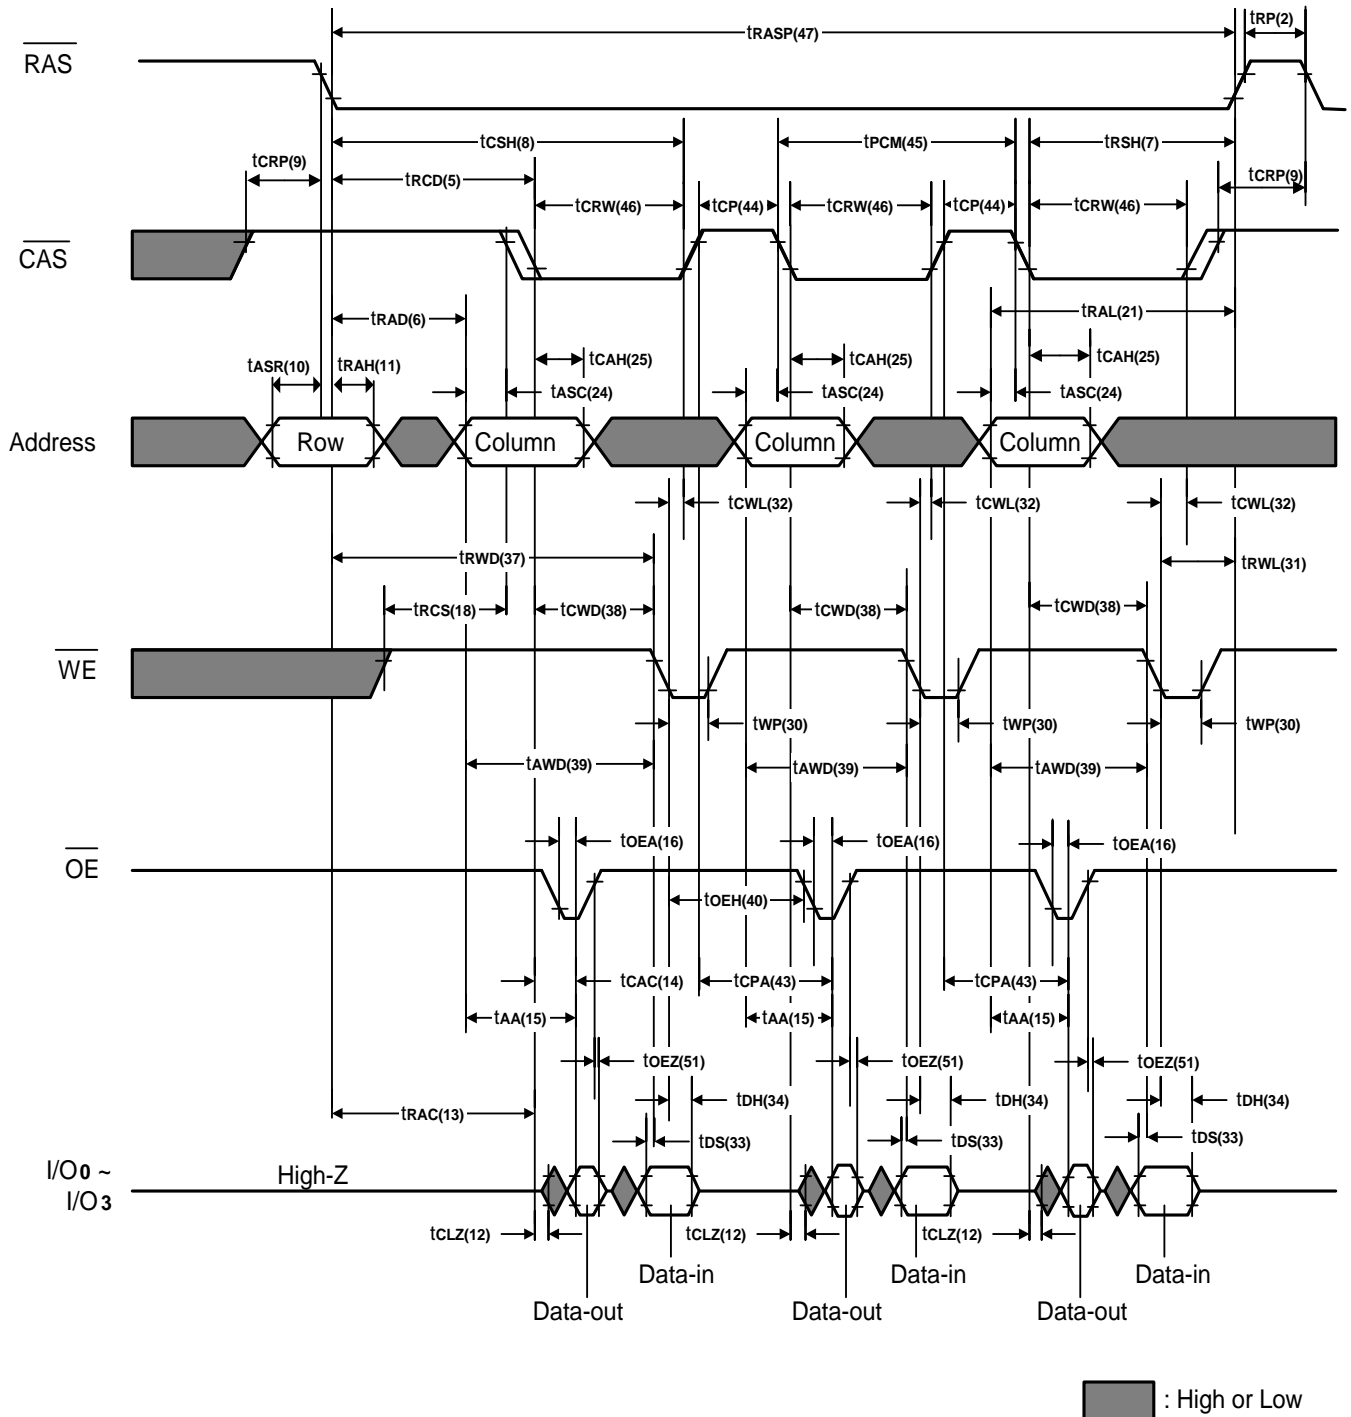 tRASP(47) tRP(2)
RAS
tCSH(8) tPCM(45) tRSH(7)
tCRP(9) tRCD(5) tCRP(9)
tCRW(46) tCP(44) tCRW(46) tCP(44) tCRW(46)
CAS
tRAD(6) tRAL(21)
tASR(10) tRAH(11) tCAH(25) tCAH(25) tCAH(25)
tASC(24) tASC(24) tASC(24)
Address Row Column Column Column
tCWL(32) tCWL(32) tCWL(32)
tRWD(37) tRWL(31)
tRCS(18) tCWD(38) tCWD(38) tCWD(38)
WE
tWP(30) tWP(30) tWP(30)
tAWD(39) tAWD(39) tAWD(39)
tOEA(16) tOEA(16) tOEA(16)
OE
tOEH(40)
tCAC(14) tCPA(43) tCPA(43)
tAA(15) tAA(15) tAA(15)
tOEZ(51) tOEZ(51) tOEZ(51)
tRAC(13) tDH(34) tDH(34) tDH(34)
tDS(33) tDS(33) tDS(33)
I/O0 ~ High-Z
I/O3
tCLZ(12) tCLZ(12) tCLZ(12)
Data-in Data-in Data-in
Data-out Data-out Data-out
: High or Low